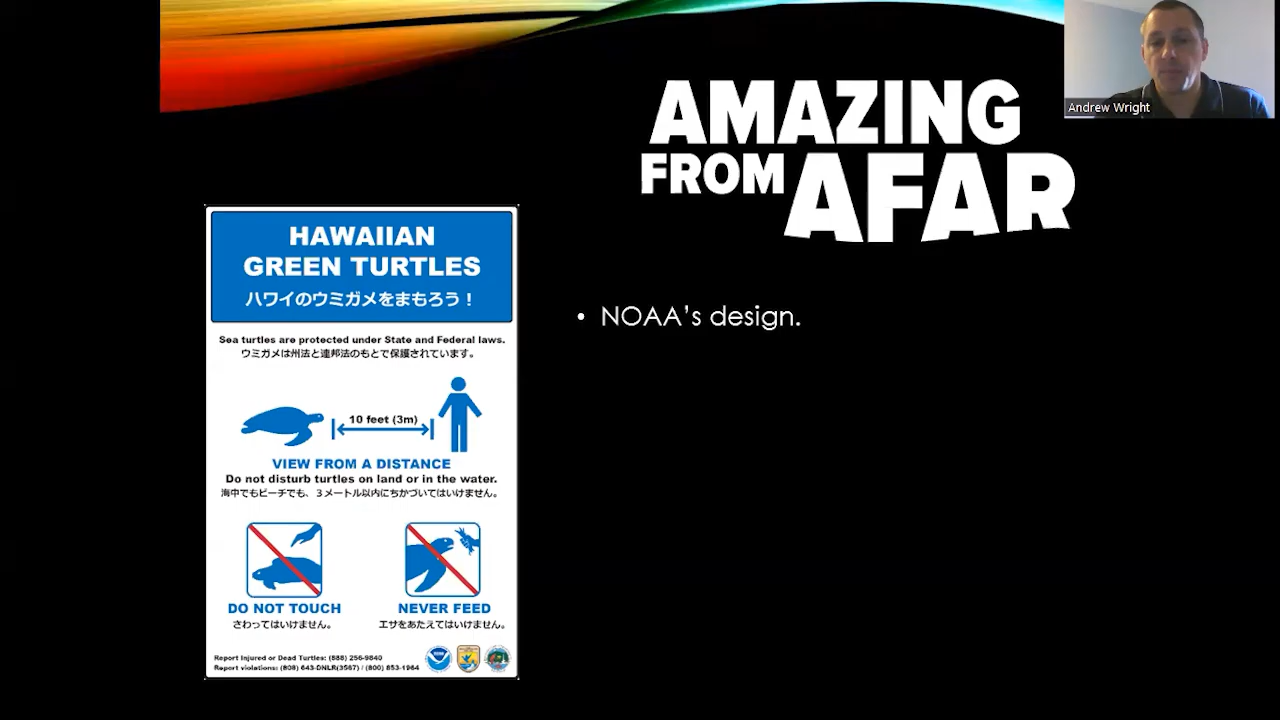 AMAZING
FROM AFAR
Andrew Wright
HAWAIIAN
GREEN TURTLES
ハワイのウミガメをまもろう！
Sea turtles are protected under State and Federal laws.
ウミガメは州法と連邦法のもとで保護されています。
10 feet (3m)
VIEW FROM A DISTANCE
Do not disturb turtles on land or in the water.
海中でもビーチでも、３メートル以内にちかづいてはいけません。
DO NOT TOUCH
さわってはいけません。
NEVER FEED
エサをあたえてはいけません。
Report Injured or Dead Turtles: (888) 256-9840
Report violations: (808) 643-DNLR(3567) / (800) 853-1964
• NOAA's design.